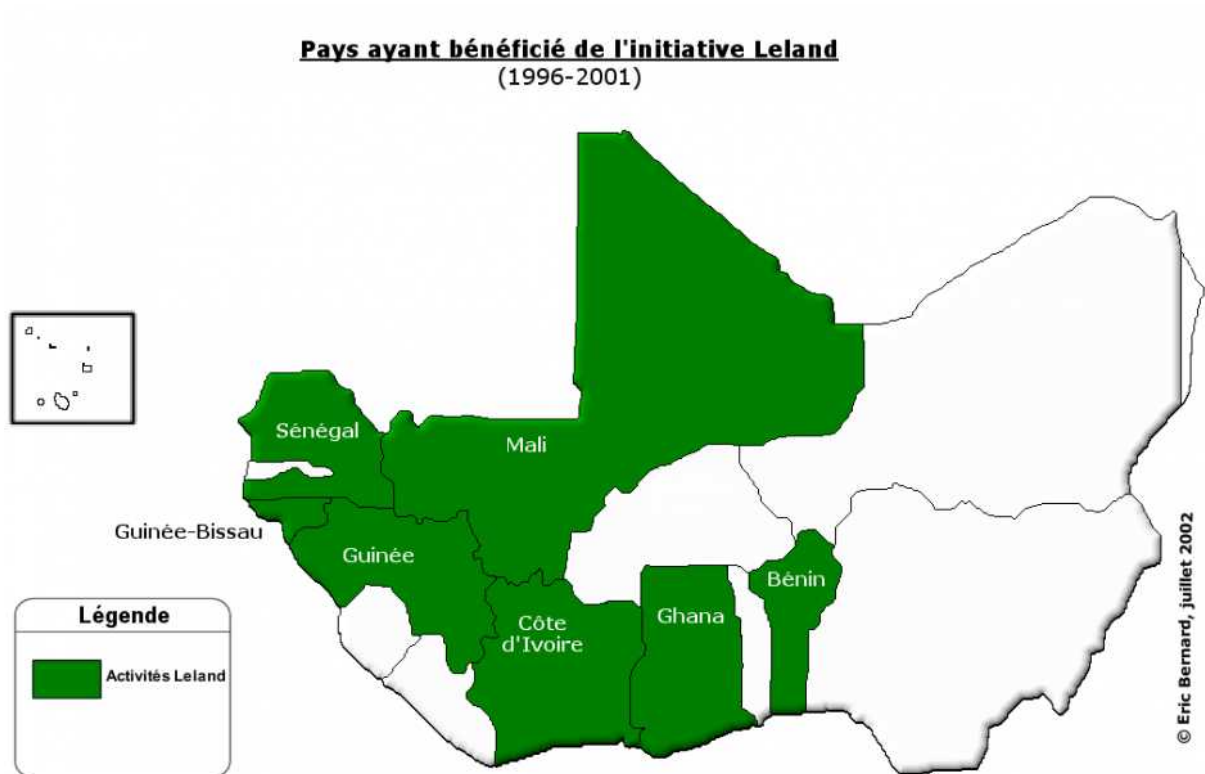 Pays ayant bénéficié de l'initiative Leland
(1996-2001)
Sénégal
Mali
Guinée-Bissau
Guinée
Bénin
Côte
d'Ivoire
Ghana
Légende
Activités Leland
© Eric Bernard, juillet 2002